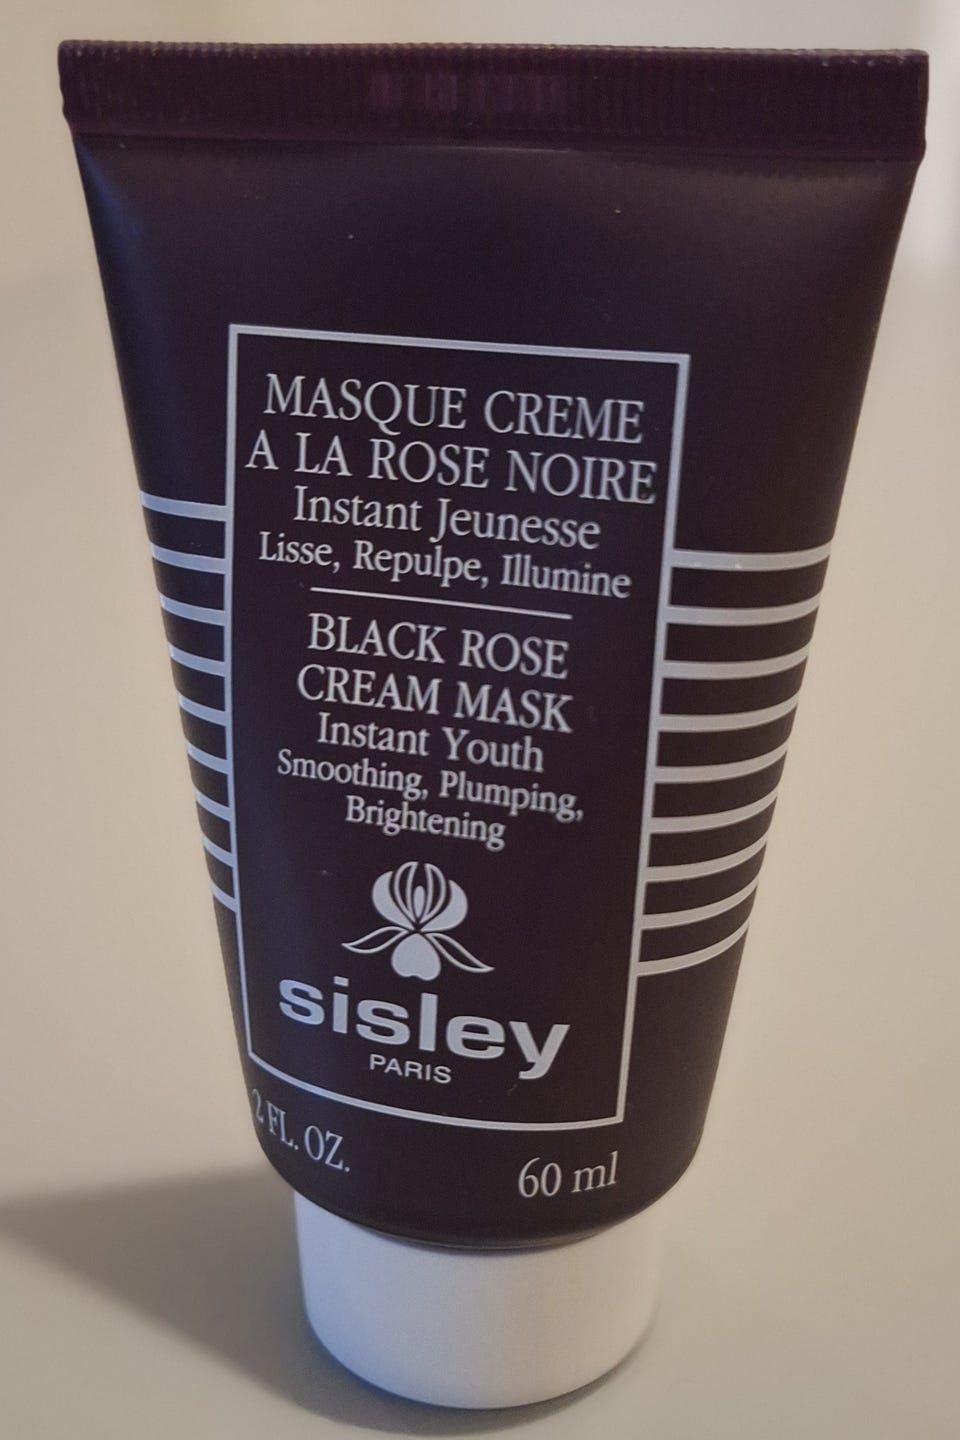 MASQUE CREME
A LA ROSE NOIRE
Instant Jeunesse
Lisse, Repulpe, Illumine
BLACK ROSE
CREAM MASK
Instant Youth
Smoothing, Plumping,
Brightening
sisley
PARIS
2 FL. OZ.
60 ml